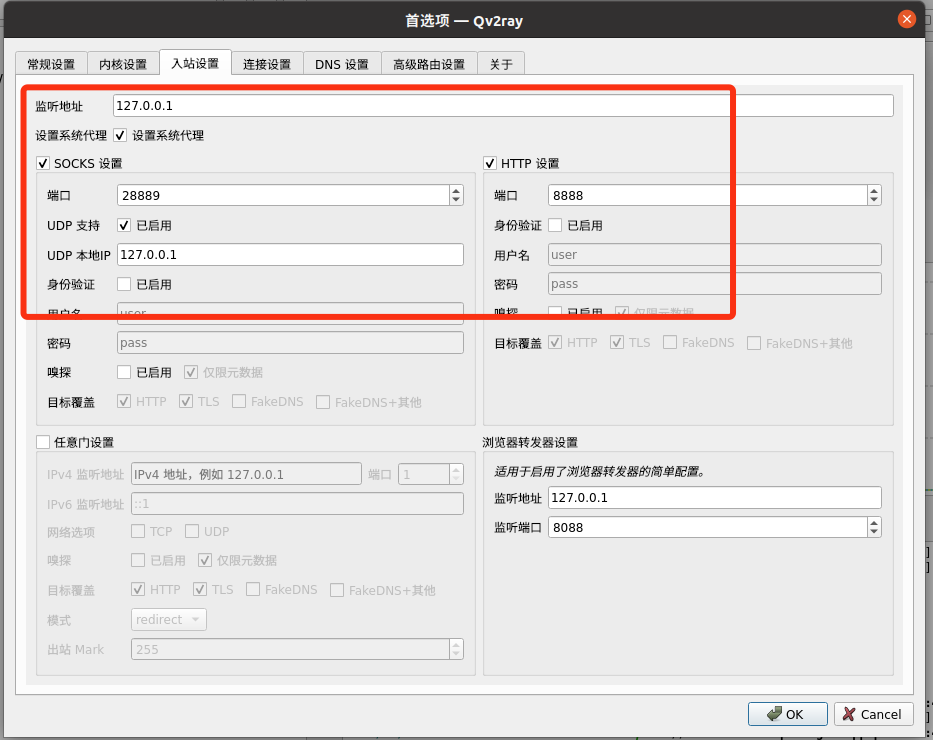 首选项 — Qv2ray
常规设置 内核设置 入站设置 连接设置 DNS 设置 高级路由设置 关于
监听地址 127.0.0.1
设置系统代理 设置系统代理
SOCKS 设置
端口 28889
UDP 支持 已启用
UDP 本地IP 127.0.0.1
身份验证 已启用
用户名 user
密码 pass
嗅探 已启用 仅限元数据
目标覆盖 HTTP TLS FakeDNS FakeDNS+其他
HTTP 设置
端口 8888
身份验证 已启用
用户名 user
密码 pass
嗅探 已启用 仅限元数据
目标覆盖 HTTP TLS FakeDNS FakeDNS+其他
任意门设置
IPv4 监听地址 IPv4 地址，例如 127.0.0.1 端口 1
IPv6 监听地址 ::1
网络选项 TCP UDP
嗅探 已启用 仅限元数据
目标覆盖 HTTP TLS FakeDNS FakeDNS+其他
模式 redirect
出站 Mark 255
浏览器转发器设置
适用于启用了浏览器转发器的简单配置。
监听地址 127.0.0.1
监听端口 8088
OK Cancel